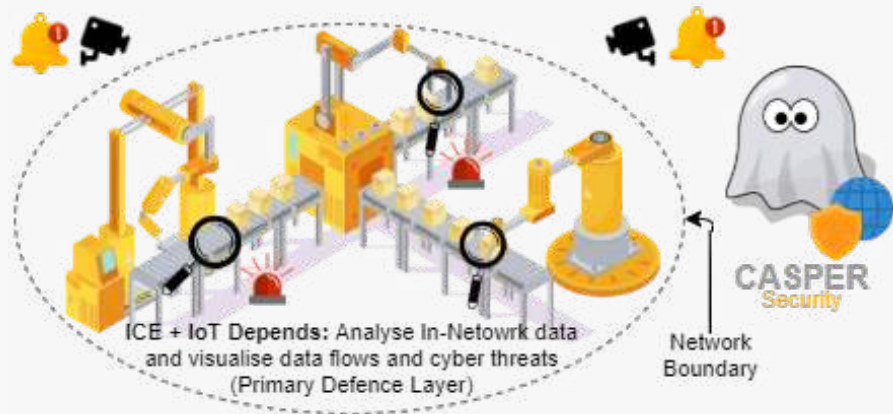 CASPER
Security
ICE + IoT Depends: Analyse In-Netowrk data
and visualise data flows and cyber threats
(Primary Defence Layer)
Network
Boundary